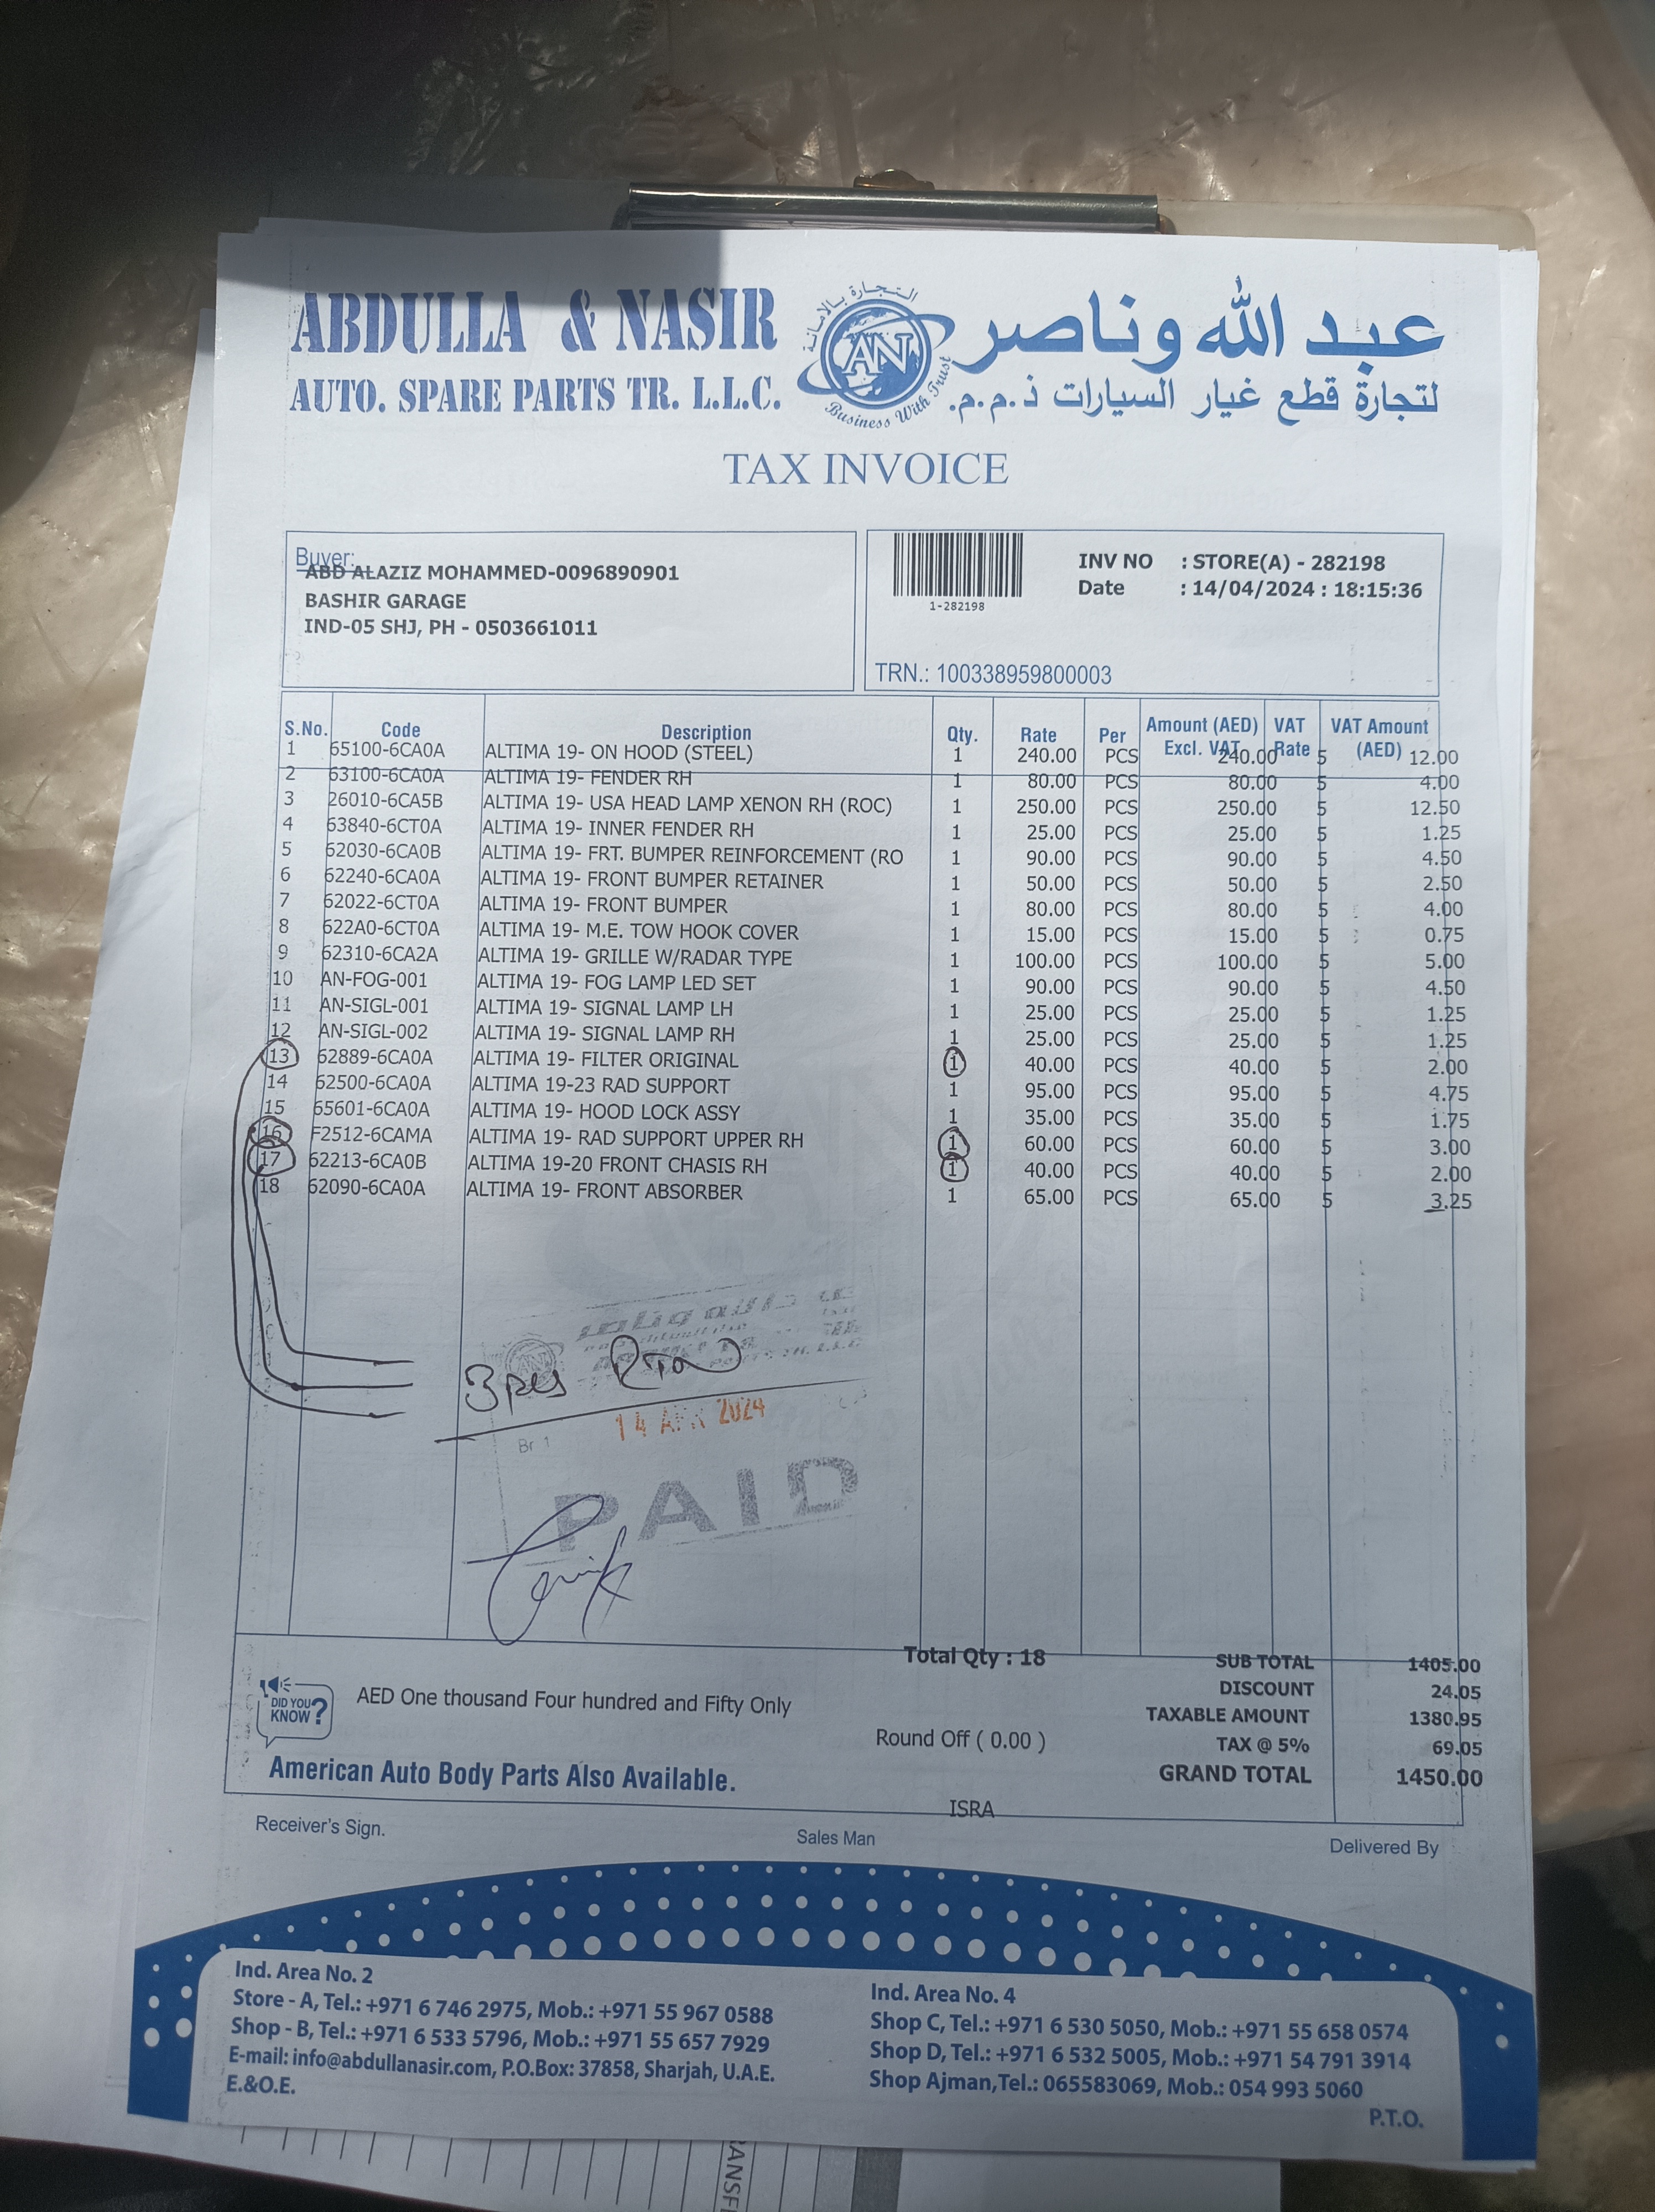 ABDULLA & NASIR
AUTO. SPARE PARTS TR. L.L.C.
التجارة بالامانة
AN
Business With Trust
عبد الله وناصر
لتجارة قطع غيار السيارات ذ.م.م.
TAX INVOICE
Buyer:
ABD ALAZIZ MOHAMMED-0096890901
BASHIR GARAGE
IND-05 SHJ, PH - 0503661011
1-282198
INV NO : STORE(A) - 282198
Date : 14/04/2024 : 18:15:36
TRN.: 100338959800003
S.No. Code Description Qty. Rate Per Amount (AED) Excl. VAT VAT Rate VAT Amount (AED)
1 65100-6CA0A ALTIMA 19- ON HOOD (STEEL) 1 240.00 PCS 240.00 5 12.00
2 63100-6CA0A ALTIMA 19- FENDER RH 1 80.00 PCS 80.00 5 4.00
3 26010-6CA5B ALTIMA 19- USA HEAD LAMP XENON RH (ROC) 1 250.00 PCS 250.00 5 12.50
4 63840-6CT0A ALTIMA 19- INNER FENDER RH 1 25.00 PCS 25.00 5 1.25
5 62030-6CA0B ALTIMA 19- FRT. BUMPER REINFORCEMENT (RO 1 90.00 PCS 90.00 5 4.50
6 62240-6CA0A ALTIMA 19- FRONT BUMPER RETAINER 1 50.00 PCS 50.00 5 2.50
7 62022-6CT0A ALTIMA 19- FRONT BUMPER 1 80.00 PCS 80.00 5 4.00
8 622A0-6CT0A ALTIMA 19- M.E. TOW HOOK COVER 1 15.00 PCS 15.00 5 0.75
9 62310-6CA2A ALTIMA 19- GRILLE W/RADAR TYPE 1 100.00 PCS 100.00 5 5.00
10 AN-FOG-001 ALTIMA 19- FOG LAMP LED SET 1 90.00 PCS 90.00 5 4.50
11 AN-SIGL-001 ALTIMA 19- SIGNAL LAMP LH 1 25.00 PCS 25.00 5 1.25
12 AN-SIGL-002 ALTIMA 19- SIGNAL LAMP RH 1 25.00 PCS 25.00 5 1.25
13 62889-6CA0A ALTIMA 19- FILTER ORIGINAL 1 40.00 PCS 40.00 5 2.00
14 62500-6CA0A ALTIMA 19-23 RAD SUPPORT 1 95.00 PCS 95.00 5 4.75
15 65601-6CA0A ALTIMA 19- HOOD LOCK ASSY 1 35.00 PCS 35.00 5 1.75
16 F2512-6CAMA ALTIMA 19- RAD SUPPORT UPPER RH 1 60.00 PCS 60.00 5 3.00
17 62213-6CA0B ALTIMA 19-20 FRONT CHASIS RH 1 40.00 PCS 40.00 5 2.00
18 62090-6CA0A ALTIMA 19- FRONT ABSORBER 1 65.00 PCS 65.00 5 3.25
3 pcs
14 APR 2024
Br 1
PAID
Total Qty : 18
SUB TOTAL 1405.00
DISCOUNT 24.05
TAXABLE AMOUNT 1380.95
TAX @ 5% 69.05
GRAND TOTAL 1450.00
DID YOU KNOW?
AED One thousand Four hundred and Fifty Only
Round Off ( 0.00 )
American Auto Body Parts Also Available.
ISRA
Receiver's Sign.
Sales Man
Delivered By
Ind. Area No. 2
Store - A, Tel.: +971 6 746 2975, Mob.: +971 55 967 0588
Shop - B, Tel.: +971 6 533 5796, Mob.: +971 55 657 7929
E-mail: info@abdullanasir.com, P.O.Box: 37858, Sharjah, U.A.E.
E.&O.E.
Ind. Area No. 4
Shop C, Tel.: +971 6 530 5050, Mob.: +971 55 658 0574
Shop D, Tel.: +971 6 532 5005, Mob.: +971 54 791 3914
Shop Ajman,Tel.: 065583069, Mob.: 054 993 5060
P.T.O.